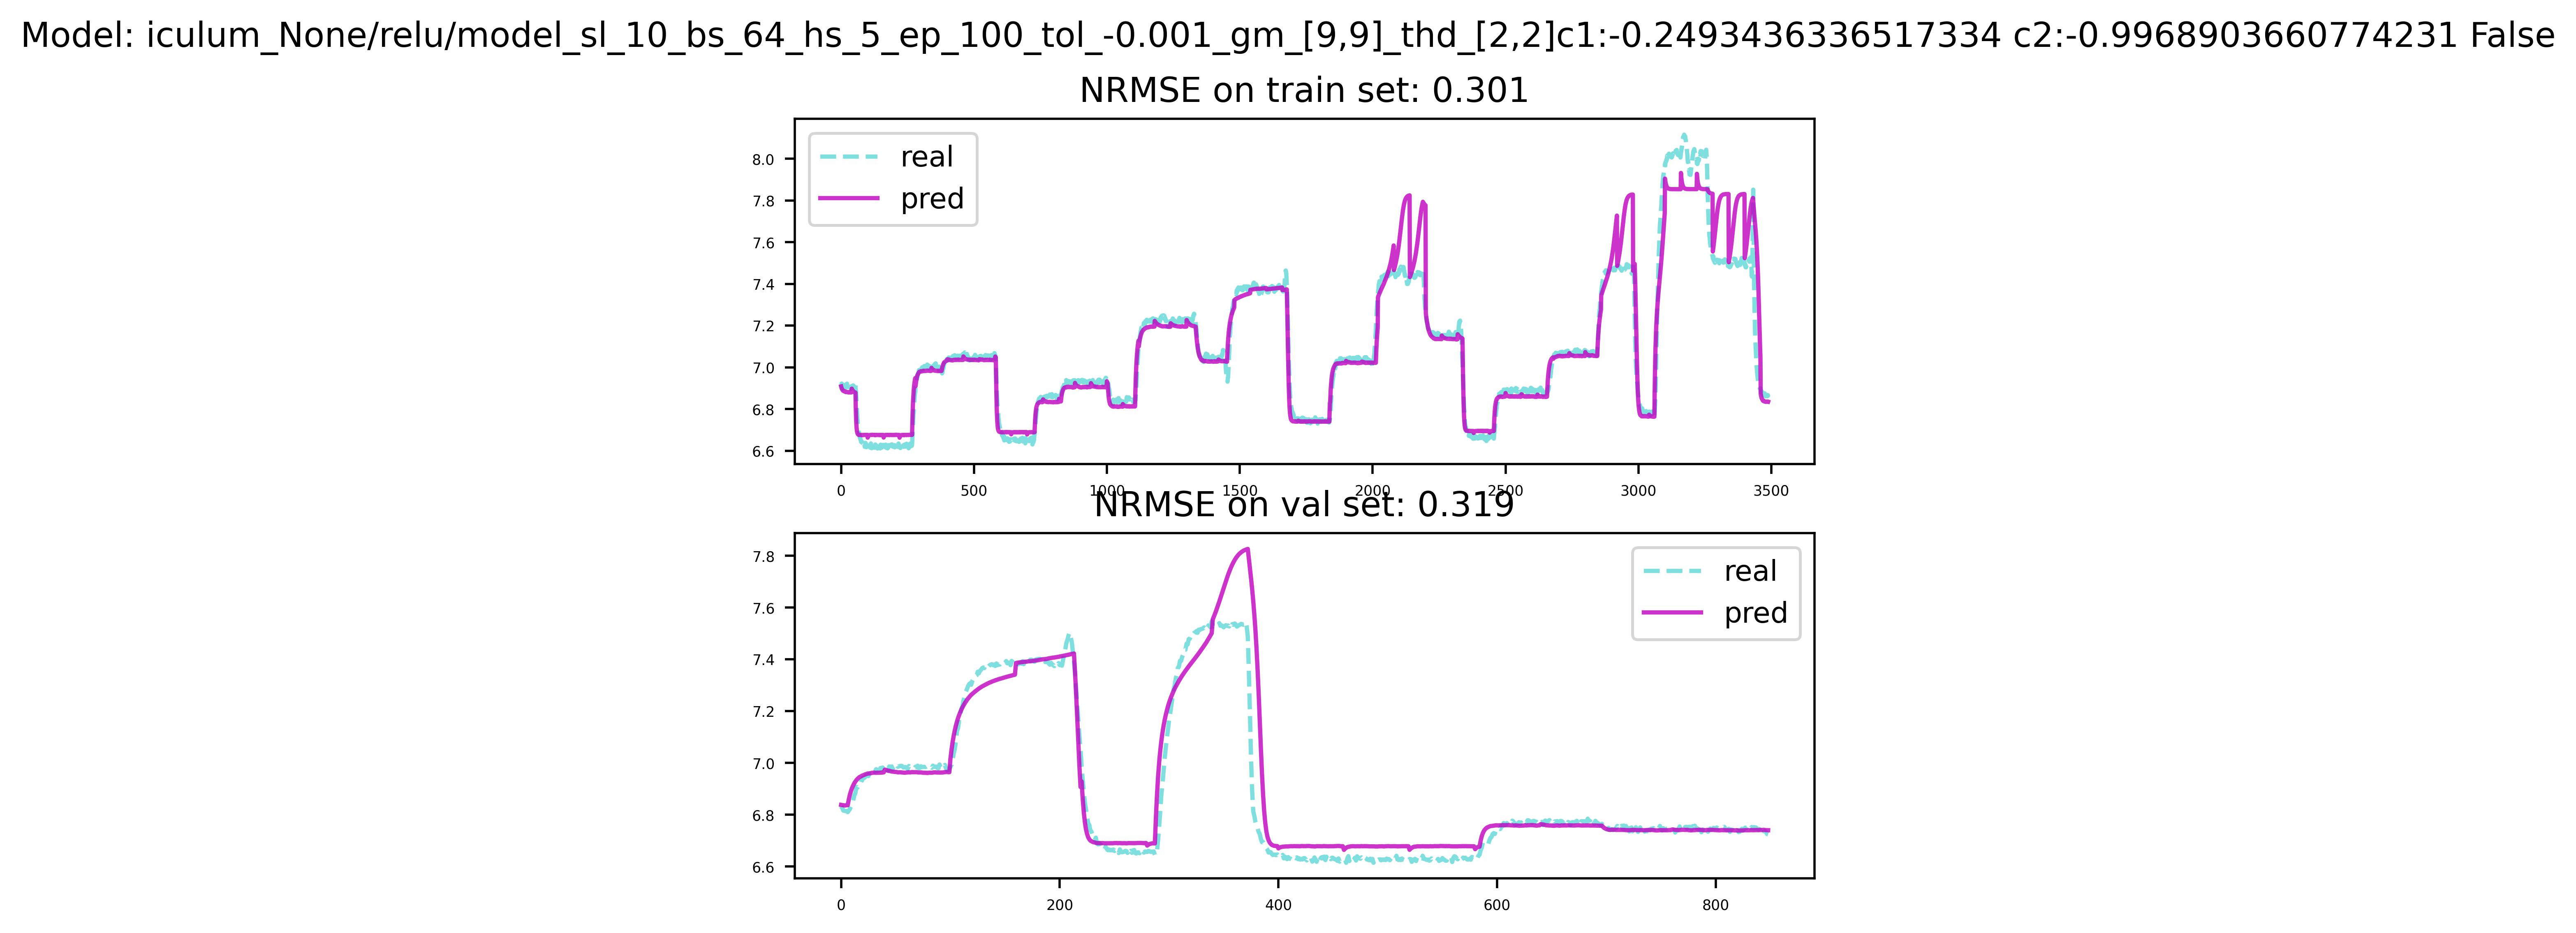 Model: iculum_None/relu/model_sl_10_bs_64_hs_5_ep_100_tol_-0.001_gm_[9,9]_thd_[2,2]c1:-0.2493436336517334 c2:-0.9968903660774231 False
NRMSE on train set: 0.301
real
pred
8.0
7.8
7.6
7.4
7.2
7.0
6.8
6.6
0 500 1000 1500 2000 2500 3000 3500
NRMSE on val set: 0.319
real
pred
7.8
7.6
7.4
7.2
7.0
6.8
6.6
0 200 400 600 800